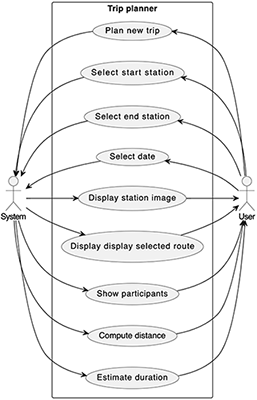 Trip planner
Plan new trip
Select start station
Select end station
Select date
Display station image
Display display selected route
Show participants
Compute distance
Estimate duration
System
User